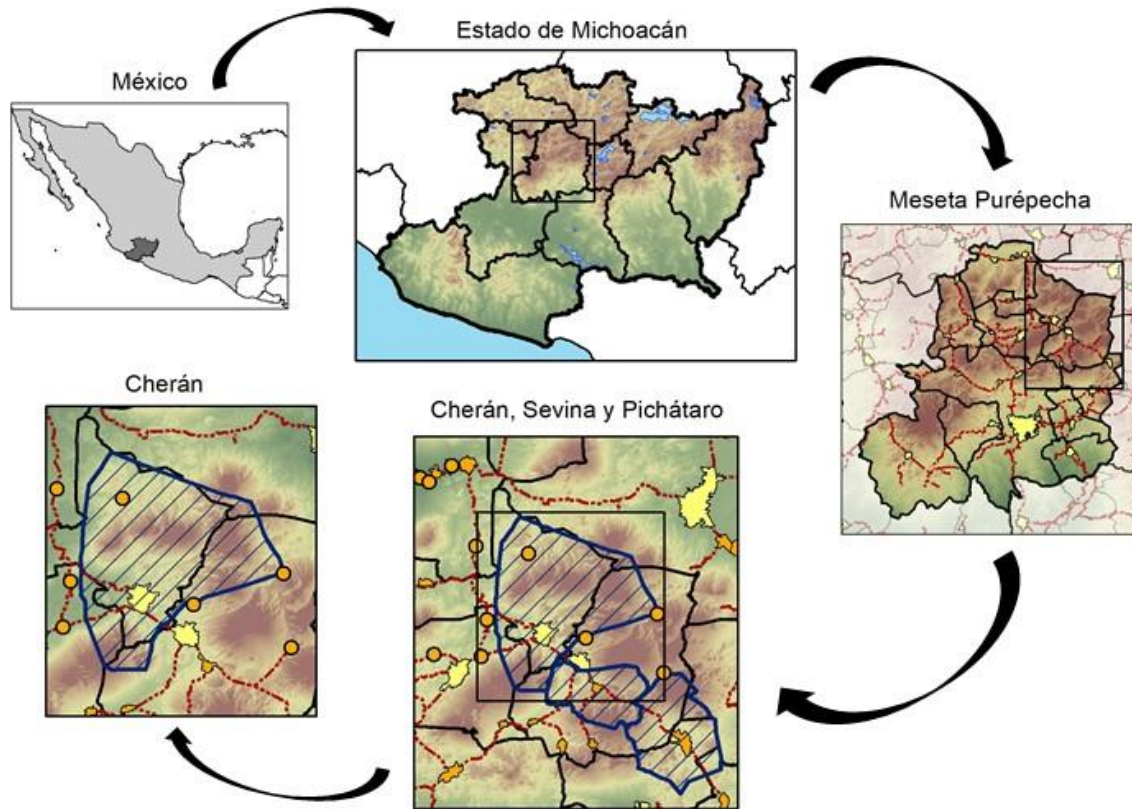 México
Estado de Michoacán
Meseta Purépecha
Cherán, Sevina y Pichátaro
Cherán